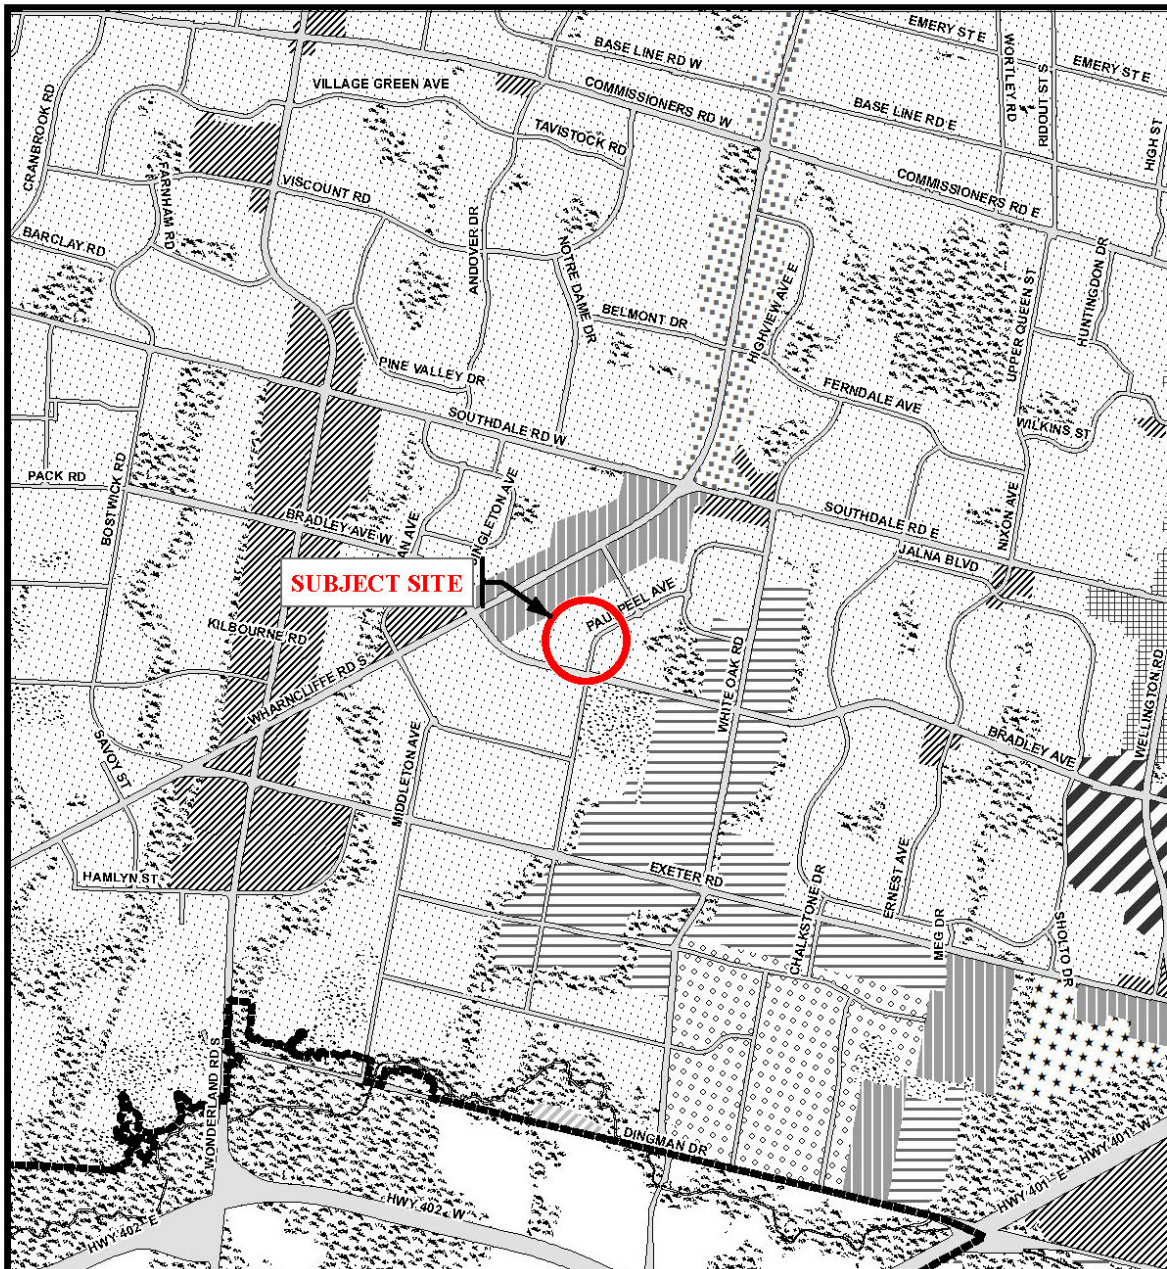 EMERY ST E
BASE LINE RD W
WORTLEY RD
EMERY ST E
RIDOUT ST S
VILLAGE GREEN AVE
COMMISSIONERS RD W
CRANBROOK RD
BASE LINE RD E
TAVISTOCK RD
HIGH ST
FARNHAM RD
VISCOUNT RD
COMMISSIONERS RD E
ANDOVER DR
BARCLAY RD
NOTRE DAME DR
HUNTINGDON DR
UPPER QUEEN ST
HIGHVIEW AVE E
BELMONT DR
PINE VALLEY DR
FERNDALE AVE
SOUTHDALE RD W
WILKINS ST
PACK RD
BOSTWICK RD
BRADLEY AVE W
AN AVE
NGLETON AVE
SOUTHDALE RD E
NIXON AVE
JALNA BLVD
SUBJECT SITE
PAUL PEEL AVE
KILBOURNE RD
WHARNCLIFFE RD S
WHITE OAK RD
WELLINGTON RD
SAVOY ST
MIDDLETON AVE
BRADLEY AVE
HAMLYN ST
EXETER RD
CHALKSTONE DR
ERNEST AVE
MEG DR
SHOLTO DR
WONDERLAND RD S
DINGMAN DR
HWY 401 - W
HWY 401 - E
HWY 402 - W
HWY 402 - E